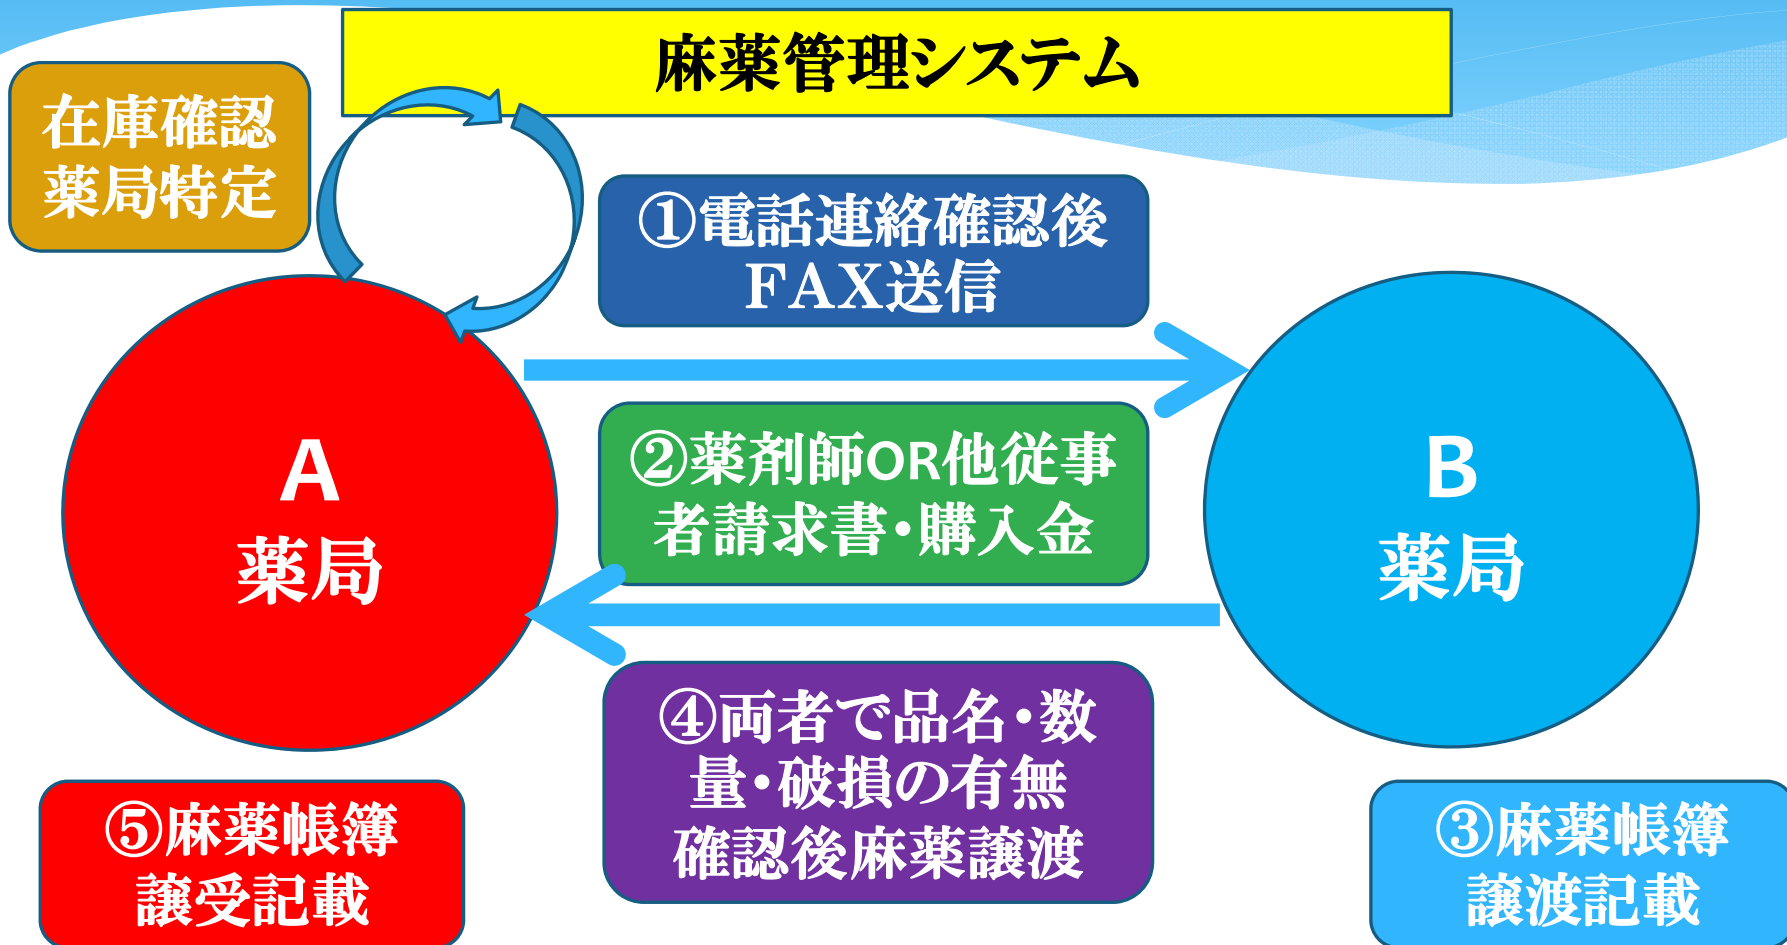 麻薬管理システム
在庫確認
薬局特定
①電話連絡確認後
FAX送信
②薬剤師OR他従事
者請求書・購入金
A
薬局
B
薬局
④両者で品名・数
量・破損の有無
確認後麻薬譲渡
⑤麻薬帳簿
譲受記載
③麻薬帳簿
譲渡記載